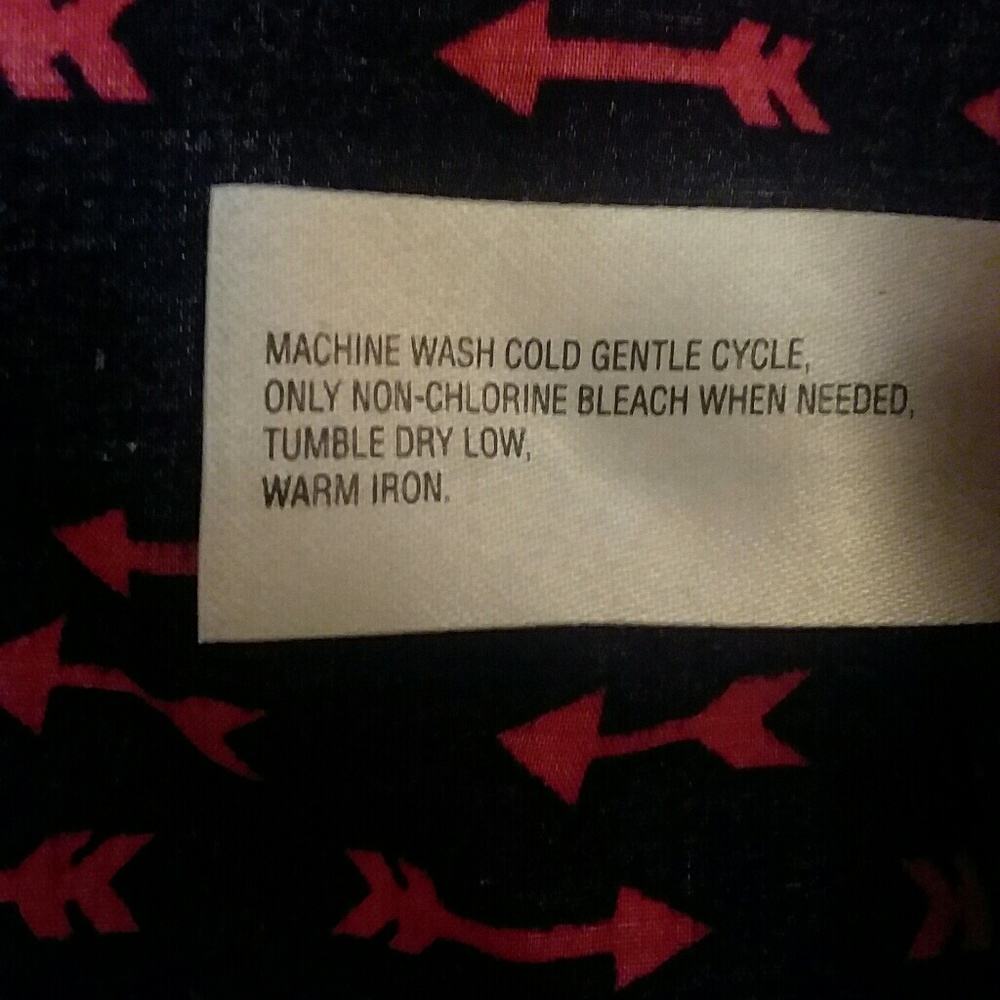 MACHINE WASH COLD GENTLE CYCLE,
ONLY NON-CHLORINE BLEACH WHEN NEEDED,
TUMBLE DRY LOW,
WARM IRON.